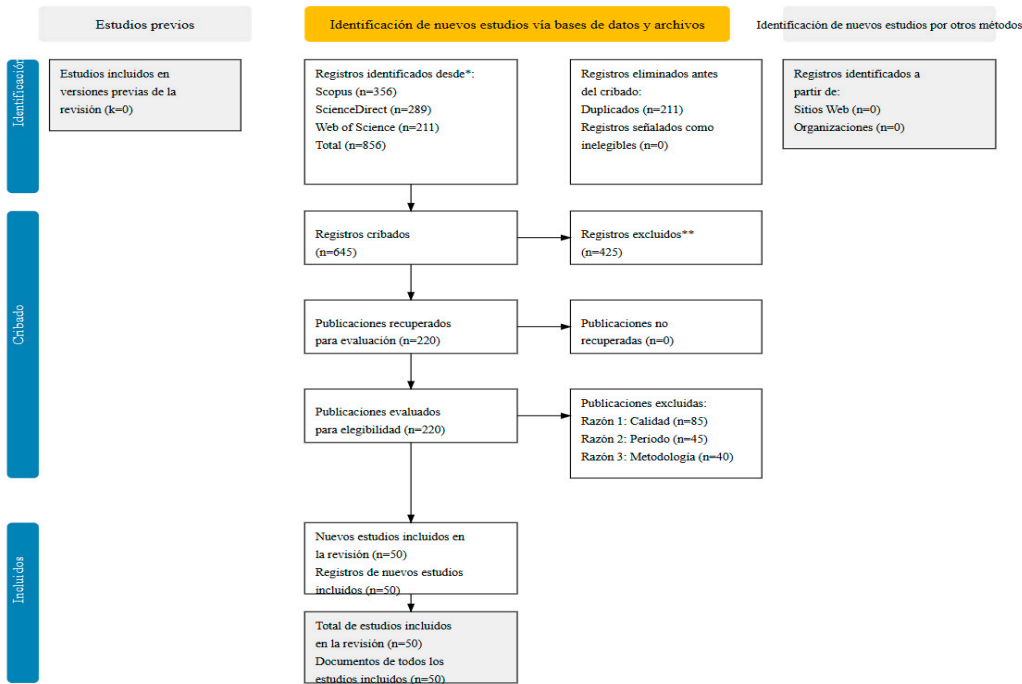 Estudios previos
Identificación de nuevos estudios vía bases de datos y archivos
Identificación de nuevos estudios por otros métodos
Identificación
Estudios incluidos en
versiones previas de la
revisión (k=0)
Registros identificados desde*:
Scopus (n=356)
ScienceDirect (n=289)
Web of Science (n=211)
Total (n=856)
Registros eliminados antes
del cribado:
Duplicados (n=211)
Registros señalados como
inelegibles (n=0)
Registros identificados a
partir de:
Sitios Web (n=0)
Organizaciones (n=0)
Cribado
Registros cribados
(n=645)
Registros excluidos**
(n=425)
Publicaciones recuperados
para evaluación (n=220)
Publicaciones no
recuperadas (n=0)
Publicaciones evaluados
para elegibilidad (n=220)
Publicaciones excluidas:
Razón 1: Calidad (n=85)
Razón 2: Periodo (n=45)
Razón 3: Metodología (n=40)
Incluidos
Nuevos estudios incluidos en
la revisión (n=50)
Registros de nuevos estudios
incluidos (n=50)
Total de estudios incluidos
en la revisión (n=50)
Documentos de todos los
estudios incluidos (n=50)